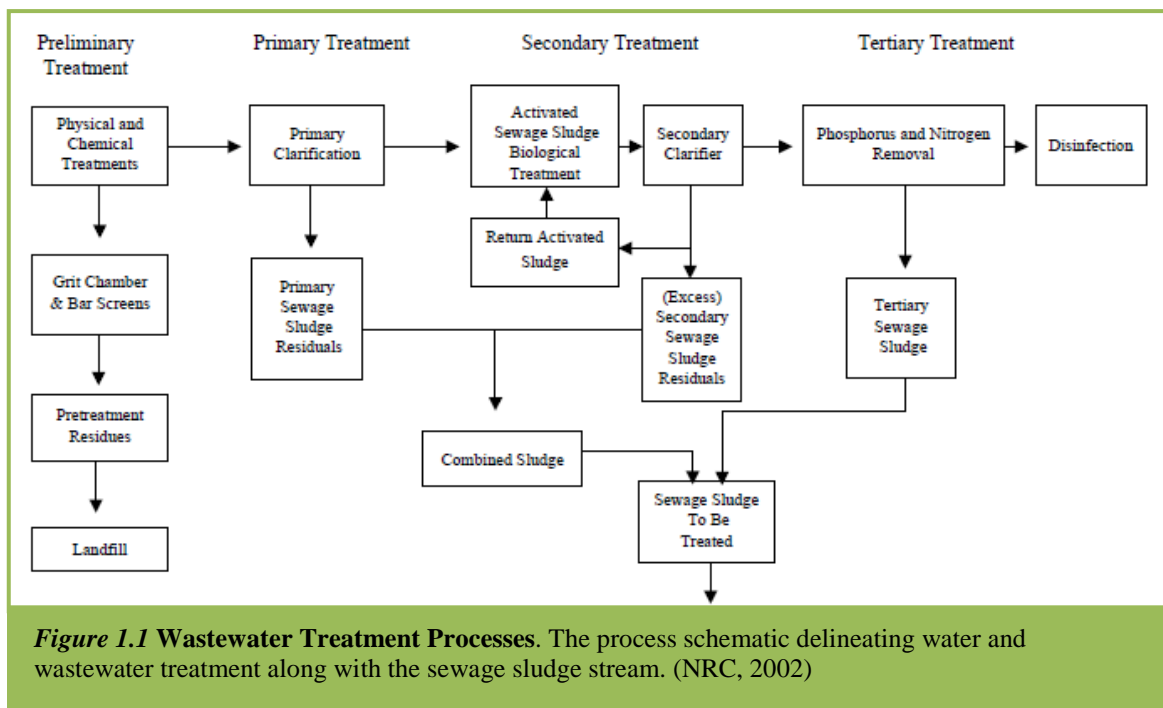 Preliminary
Treatment
Primary Treatment
Secondary Treatment
Tertiary Treatment
Physical and
Chemical
Treatments
Primary
Clarification
Activated
Sewage Sludge
Biological
Treatment
Secondary
Clarifier
Phosphorus and Nitrogen
Removal
Disinfection
Return Activated
Sludge
Grit Chamber
& Bar Screens
Primary
Sewage
Sludge
Residuals
(Excess)
Secondary
Sewage
Sludge
Residuals
Tertiary
Sewage
Sludge
Pretreatment
Residues
Combined Sludge
Sewage Sludge
To Be
Treated
Landfill
Figure 1.1 Wastewater Treatment Processes. The process schematic delineating water and
wastewater treatment along with the sewage sludge stream. (NRC, 2002)